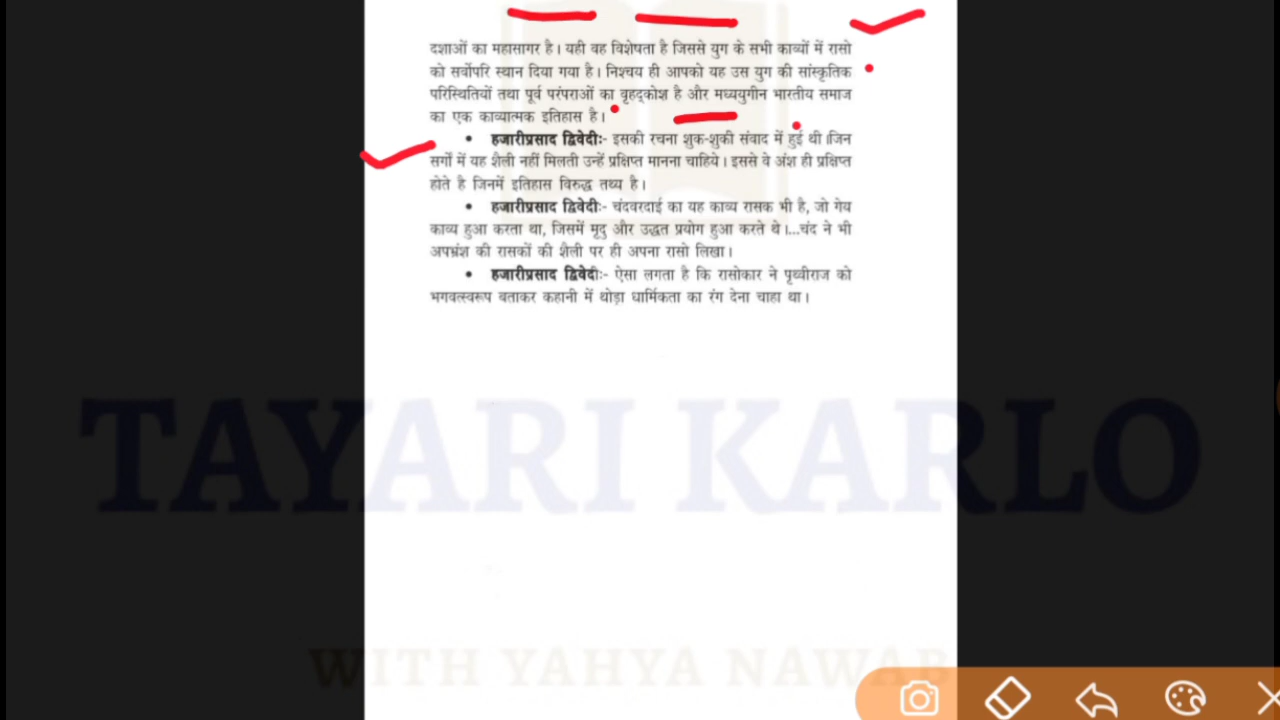 दशाओं का महासागर है। यही वह विशेषता है जिससे युग के सभी काव्यों में रासो
को सर्वोपरि स्थान दिया गया है। निश्चय ही आपको यह उस युग की सांस्कृतिक
परिस्थितियों तथा पूर्व परंपराओं का वृहद्कोश है और मध्ययुगीन भारतीय समाज
का एक काव्यात्मक इतिहास है।
• हजारीप्रसाद द्विवेदीः- इसकी रचना शुक-शुकी संवाद में हुई थी।जिन
सर्गों में यह शैली नहीं मिलती उन्हें प्रक्षिप्त मानना चाहिये। इससे वे अंश ही प्रक्षिप्त
होते है जिनमें इतिहास विरुद्ध तथ्य है।
• हजारीप्रसाद द्विवेदीः- चंदवरदाई का यह काव्य रासक भी है, जो गेय
काव्य हुआ करता था, जिसमें मृदु और उद्धत प्रयोग हुआ करते थे।...चंद ने भी
अपभ्रंश की रासकों की शैली पर ही अपना रासो लिखा।
• हजारीप्रसाद द्विवेदीः- ऐसा लगता है कि रासोकार ने पृथ्वीराज को
भगवत्स्वरूप बताकर कहानी में थोड़ा धार्मिकता का रंग देना चाहा था।
TAYARI KARLO
WITH YAHYA NAWAB